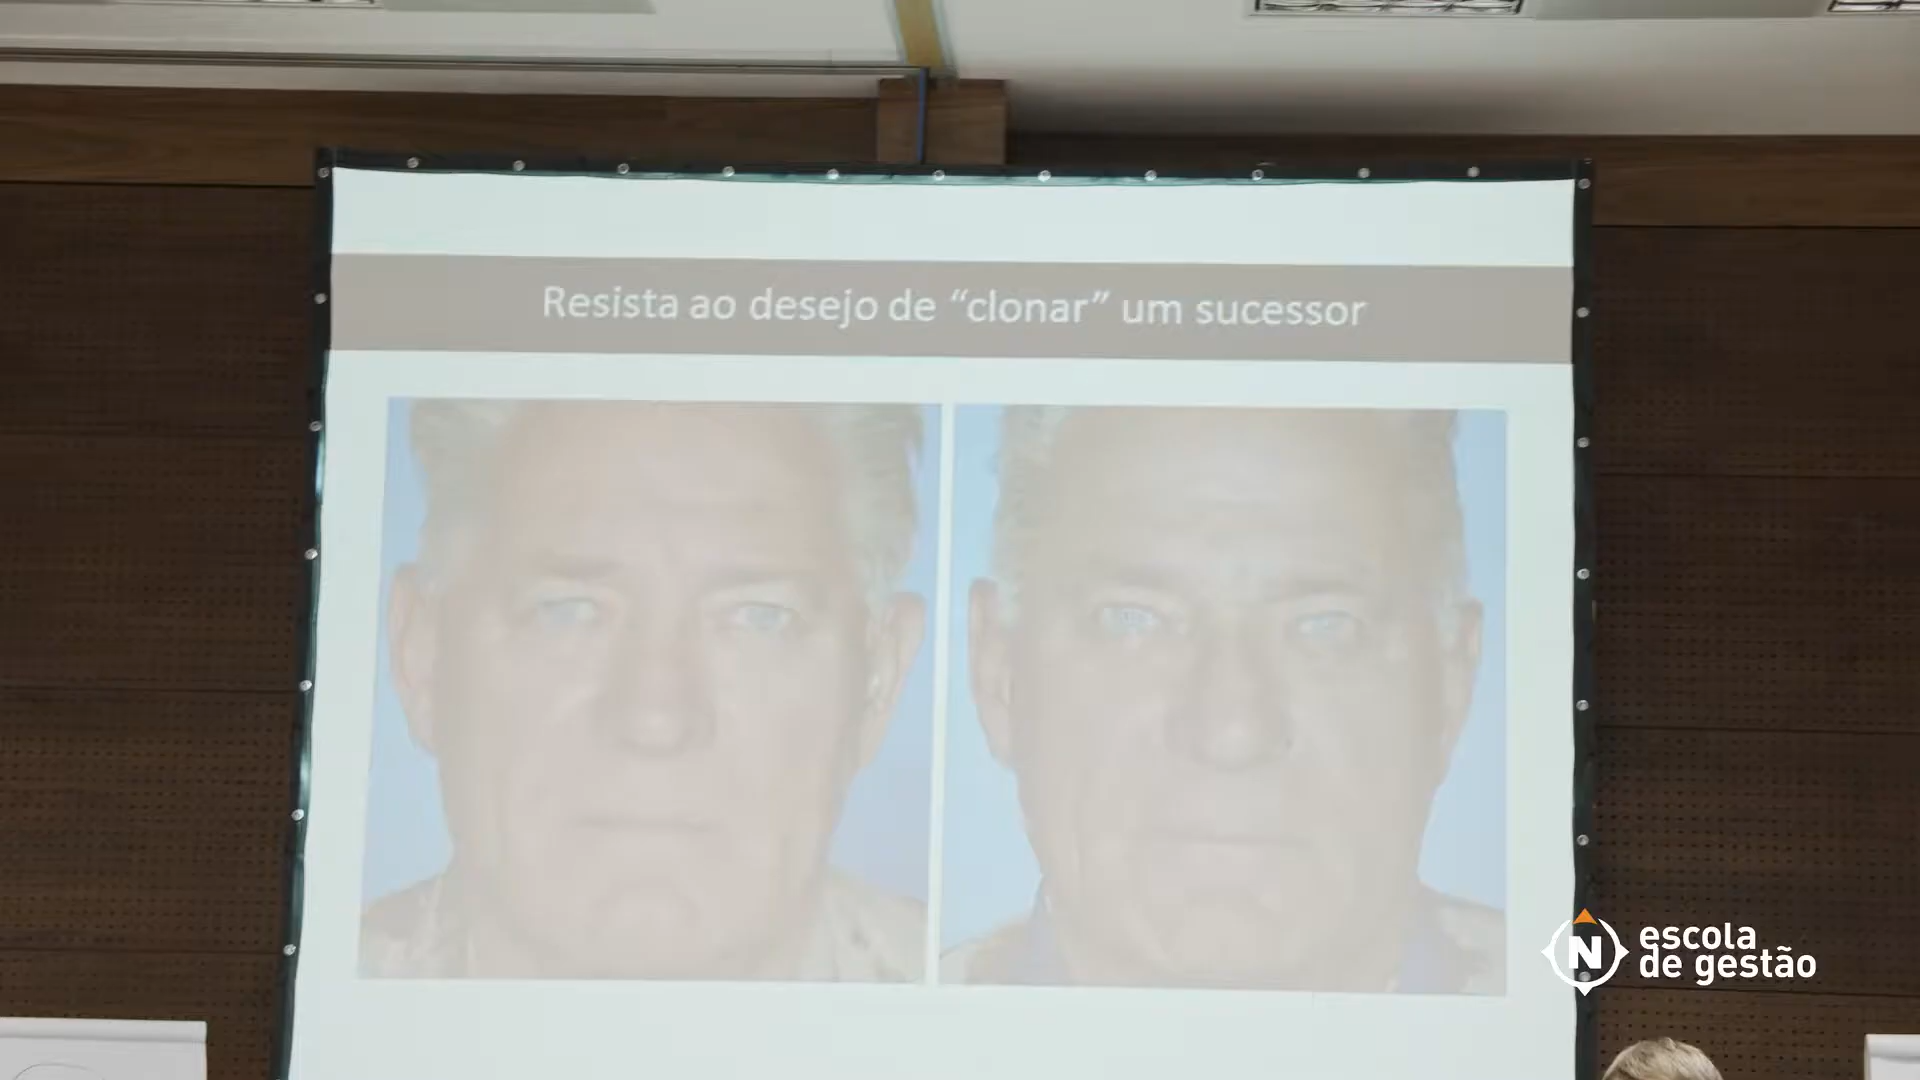 Resista ao desejo de “clonar” um sucessor
N
escola
de gestão